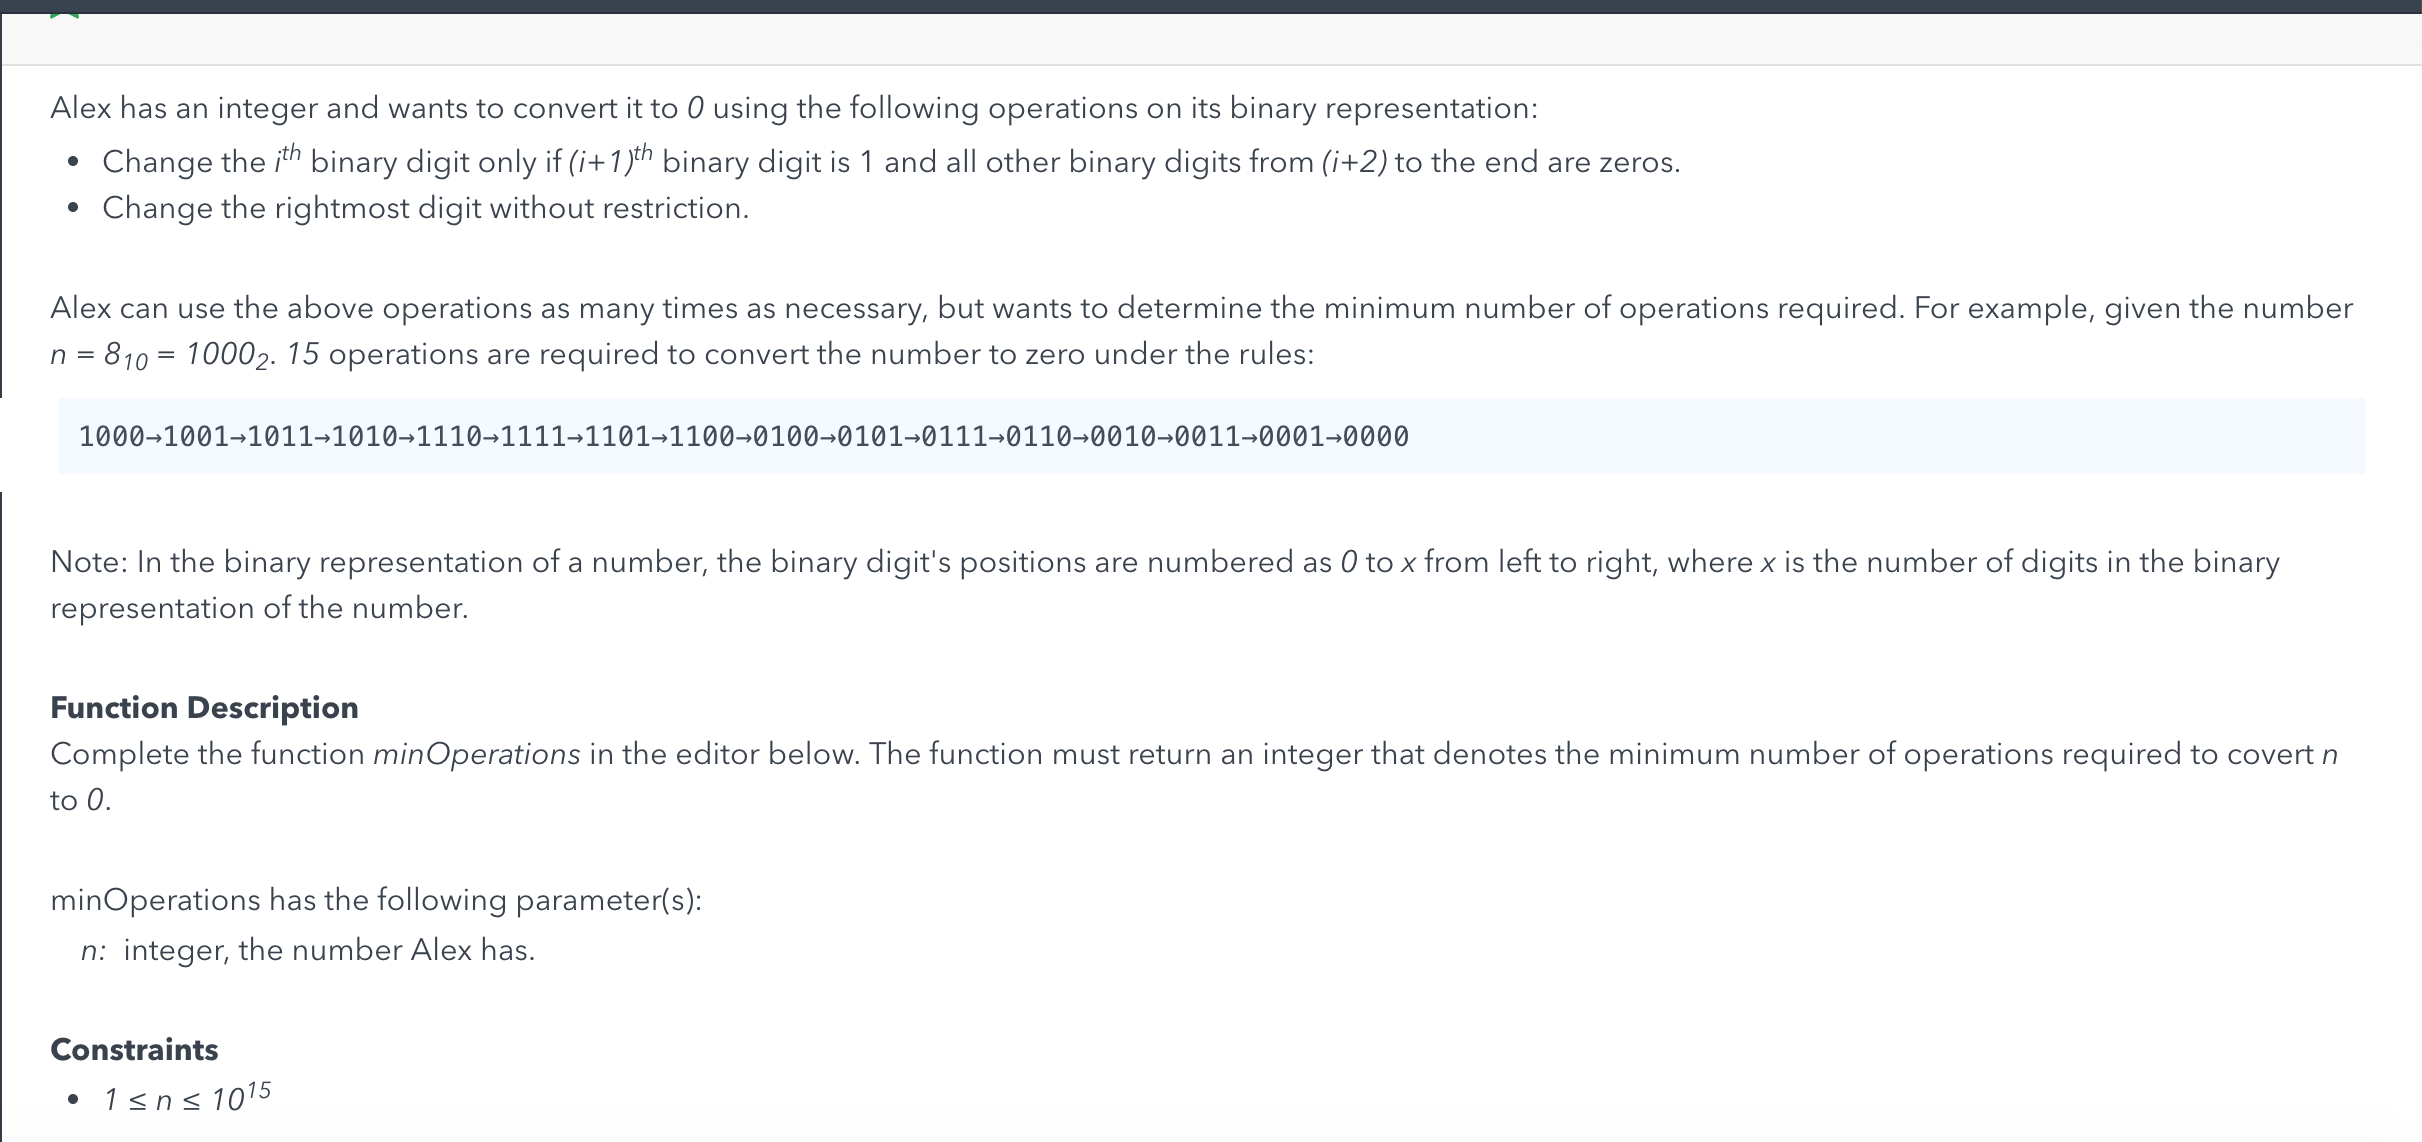 Alex has an integer and wants to convert it to 0 using the following operations on its binary representation:
• Change the iᵗʰ binary digit only if (i+1)ᵗʰ binary digit is 1 and all other binary digits from (i+2) to the end are zeros.
• Change the rightmost digit without restriction.
Alex can use the above operations as many times as necessary, but wants to determine the minimum number of operations required. For example, given the number
n = 8₁₀ = 1000₂. 15 operations are required to convert the number to zero under the rules:
1000→1001→1011→1010→1110→1111→1101→1100→0100→0101→0111→0110→0010→0011→0001→0000
Note: In the binary representation of a number, the binary digit's positions are numbered as 0 to x from left to right, where x is the number of digits in the binary
representation of the number.
Function Description
Complete the function minOperations in the editor below. The function must return an integer that denotes the minimum number of operations required to covert n
to 0.
minOperations has the following parameter(s):
n: integer, the number Alex has.
Constraints
• 1 ≤ n ≤ 10¹⁵